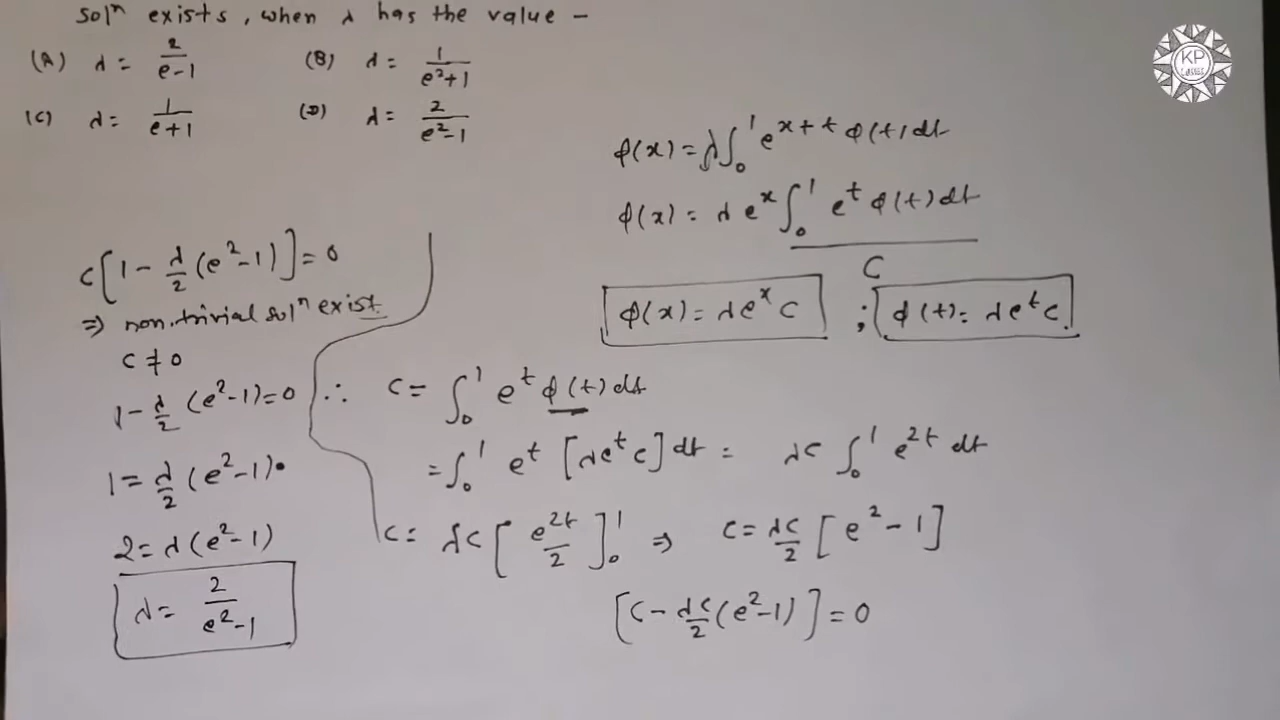 solⁿ exists, when λ has the value -
(A) λ = 2/(e-1) (B) λ = 1/(e²+1)
(C) λ = 1/(e+1) (D) λ = 2/(e²-1)
KP
CLASSES
φ(x) = λ∫₀¹ e^(x+t) φ(t) dt
φ(x) = λ e^x ∫₀¹ e^t φ(t) dt
C
φ(x) = λ e^x c ; φ(t) = λ e^t c
∴ c = ∫₀¹ e^t φ(t) dt
= ∫₀¹ e^t [λe^t c] dt = λc ∫₀¹ e^(2t) dt
c = λc [e^(2t)/2]₀¹ ⇒ c = λc/2 [e² - 1]
[c - λc/2 (e²-1)] = 0
c[1 - λ/2 (e²-1)] = 0
⇒ non.trivial solⁿ exist
c ≠ 0
1 - λ/2 (e²-1) = 0
1 = λ/2 (e²-1)
2 = λ(e²-1)
λ = 2/(e²-1)